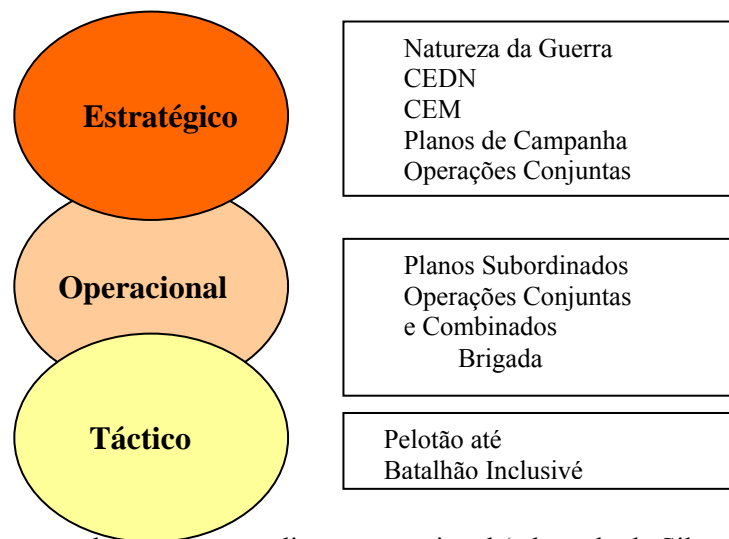 Estratégico
Natureza da Guerra
CEDN
CEM
Planos de Campanha
Operações Conjuntas
Operacional
Planos Subordinados
Operações Conjuntas
e Combinados
Brigada
Táctico
Pelotão até
Batalhão Inclusivé